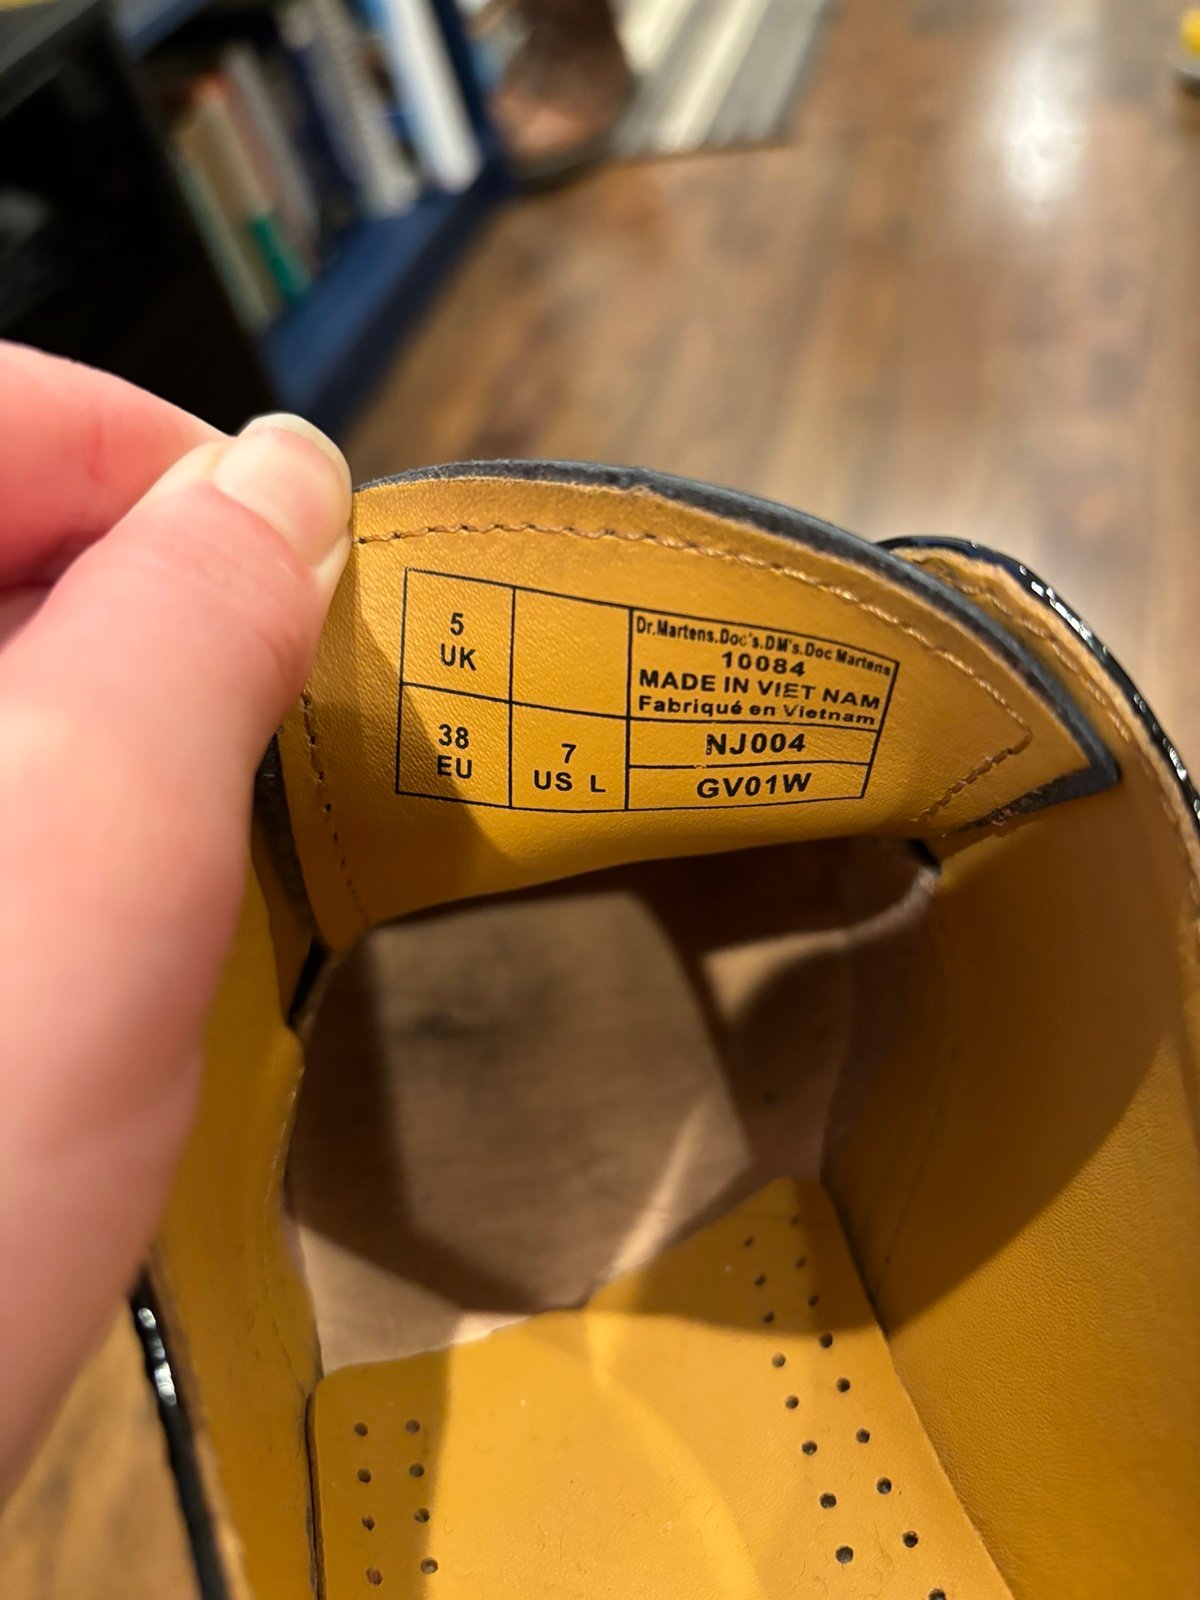 5
UK
38
EU
7
US L
Dr.Martens.Doc's.DM's.Doc Martens
10084
MADE IN VIET NAM
Fabriqué en Vietnam
NJ004
GV01W